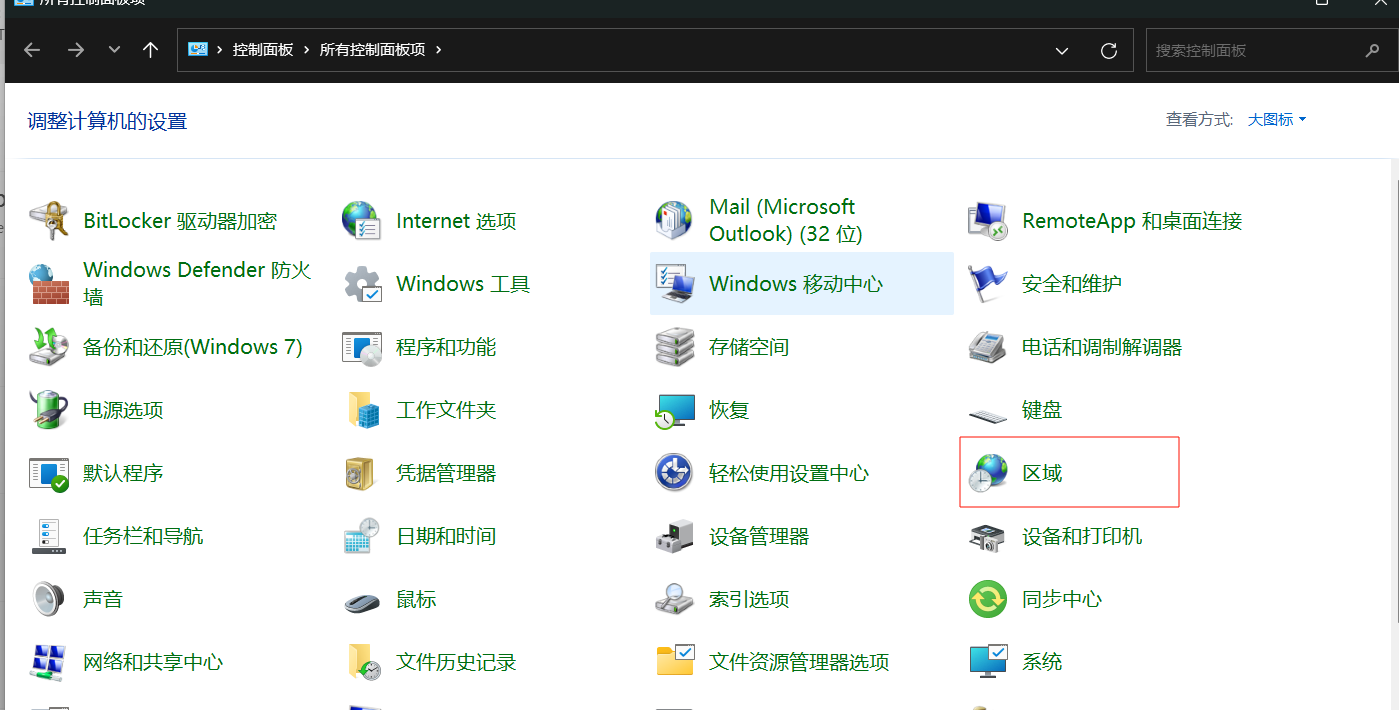 所有控制面板项
控制面板 › 所有控制面板项 ›
搜索控制面板
调整计算机的设置
查看方式: 大图标
BitLocker 驱动器加密
Internet 选项
Mail (Microsoft
Outlook) (32 位)
RemoteApp 和桌面连接
Windows Defender 防火
墙
Windows 工具
Windows 移动中心
安全和维护
备份和还原(Windows 7)
程序和功能
存储空间
电话和调制解调器
电源选项
工作文件夹
恢复
键盘
默认程序
凭据管理器
轻松使用设置中心
区域
任务栏和导航
日期和时间
设备管理器
设备和打印机
声音
鼠标
索引选项
同步中心
网络和共享中心
文件历史记录
文件资源管理器选项
系统